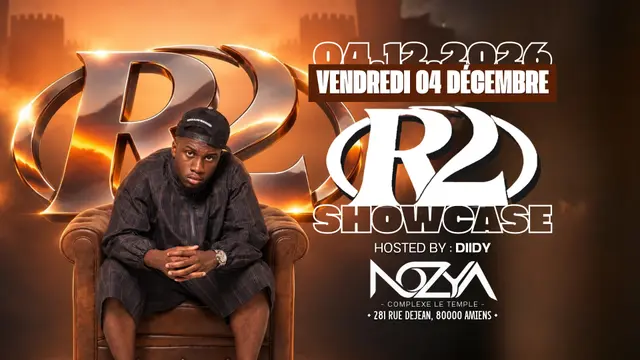 R2
04.12.2026
VENDREDI 04 DÉCEMBRE
R2
SHOWCASE
HOSTED BY : DIIDY
NOZYA
- COMPLEXE LE TEMPLE -
• 281 RUE DEJEAN, 80000 AMIENS •